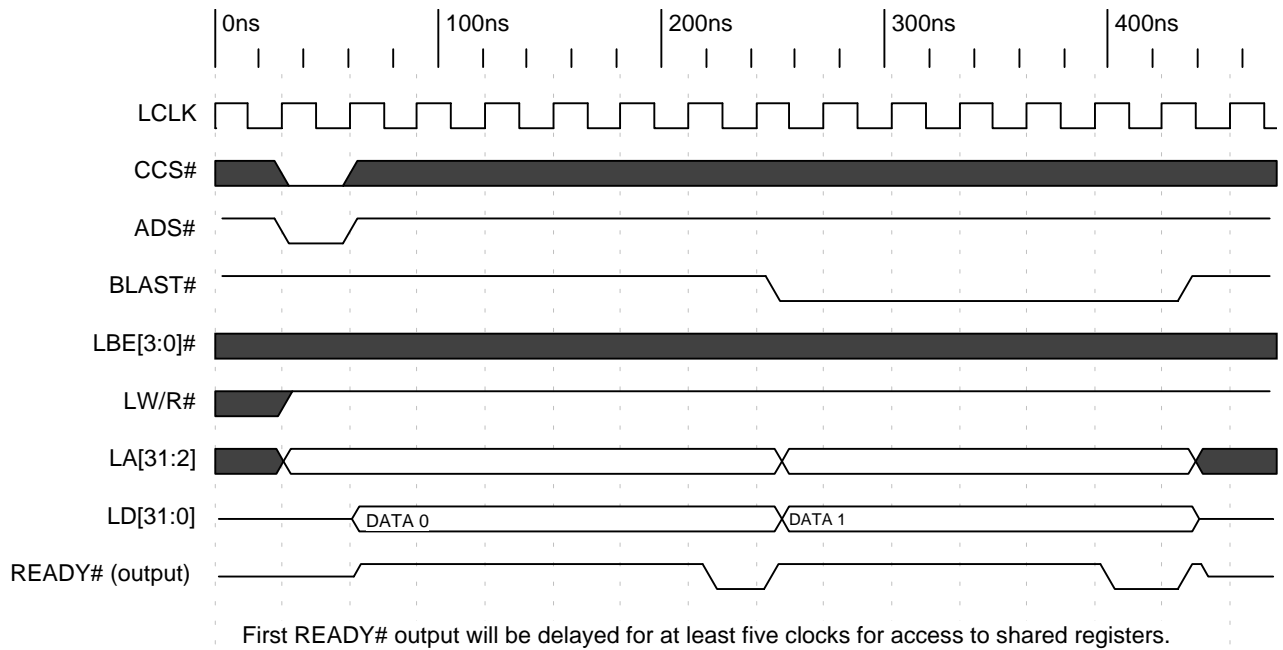 0ns 100ns 200ns 300ns 400ns
LCLK
CCS#
ADS#
BLAST#
LBE[3:0]#
LW/R#
LA[31:2]
LD[31:0] DATA 0 DATA 1
READY# (output)
First READY# output will be delayed for at least five clocks for access to shared registers.